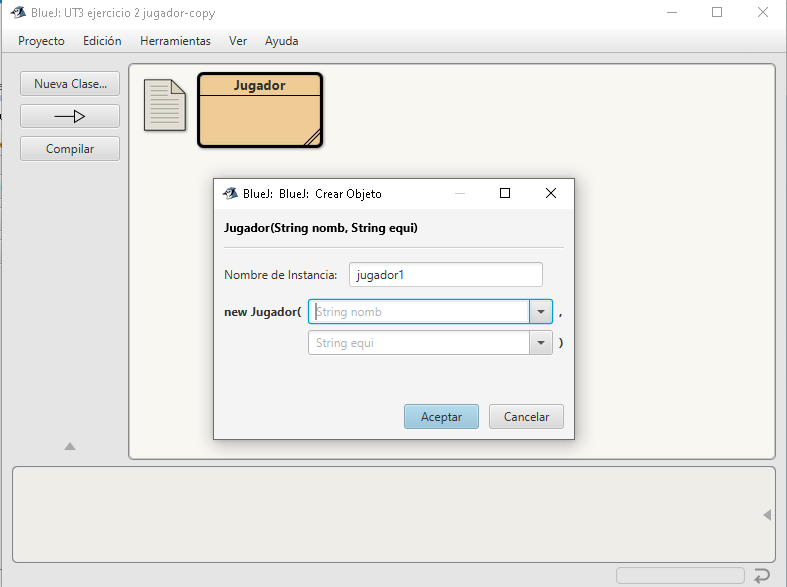 BlueJ: UT3 ejercicio 2 jugador-copy
Proyecto Edición Herramientas Ver Ayuda
Nueva Clase...
Compilar
Jugador
BlueJ: BlueJ: Crear Objeto
Jugador(String nomb, String equi)
Nombre de Instancia: jugador1
new Jugador( String nomb ,
String equi )
Aceptar Cancelar